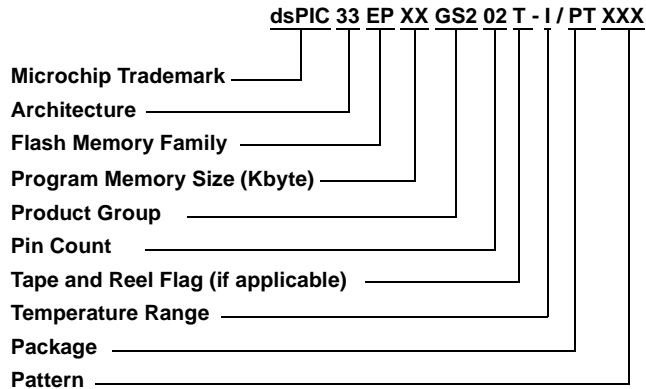 dsPIC 33 EP XX GS2 02 T - I / PT XXX
Microchip Trademark
Architecture
Flash Memory Family
Program Memory Size (Kbyte)
Product Group
Pin Count
Tape and Reel Flag (if applicable)
Temperature Range
Package
Pattern